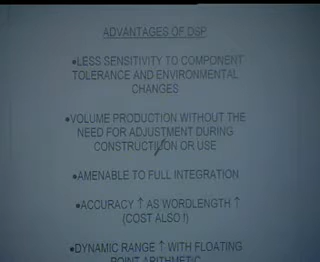 ADVANTAGES OF DSP
•LESS SENSITIVITY TO COMPONENT
TOLERANCE AND ENVIRONMENTAL
CHANGES
•VOLUME PRODUCTION WITHOUT THE
NEED FOR ADJUSTMENT DURING
CONSTRUCTIUON OR USE
•AMENABLE TO FULL INTEGRATION
•ACCURACY ↑ AS WORDLENGTH ↑
(COST ALSO !)
•DYNAMIC RANGE ↑ WITH FLOATING
POINT ARITHMETIC